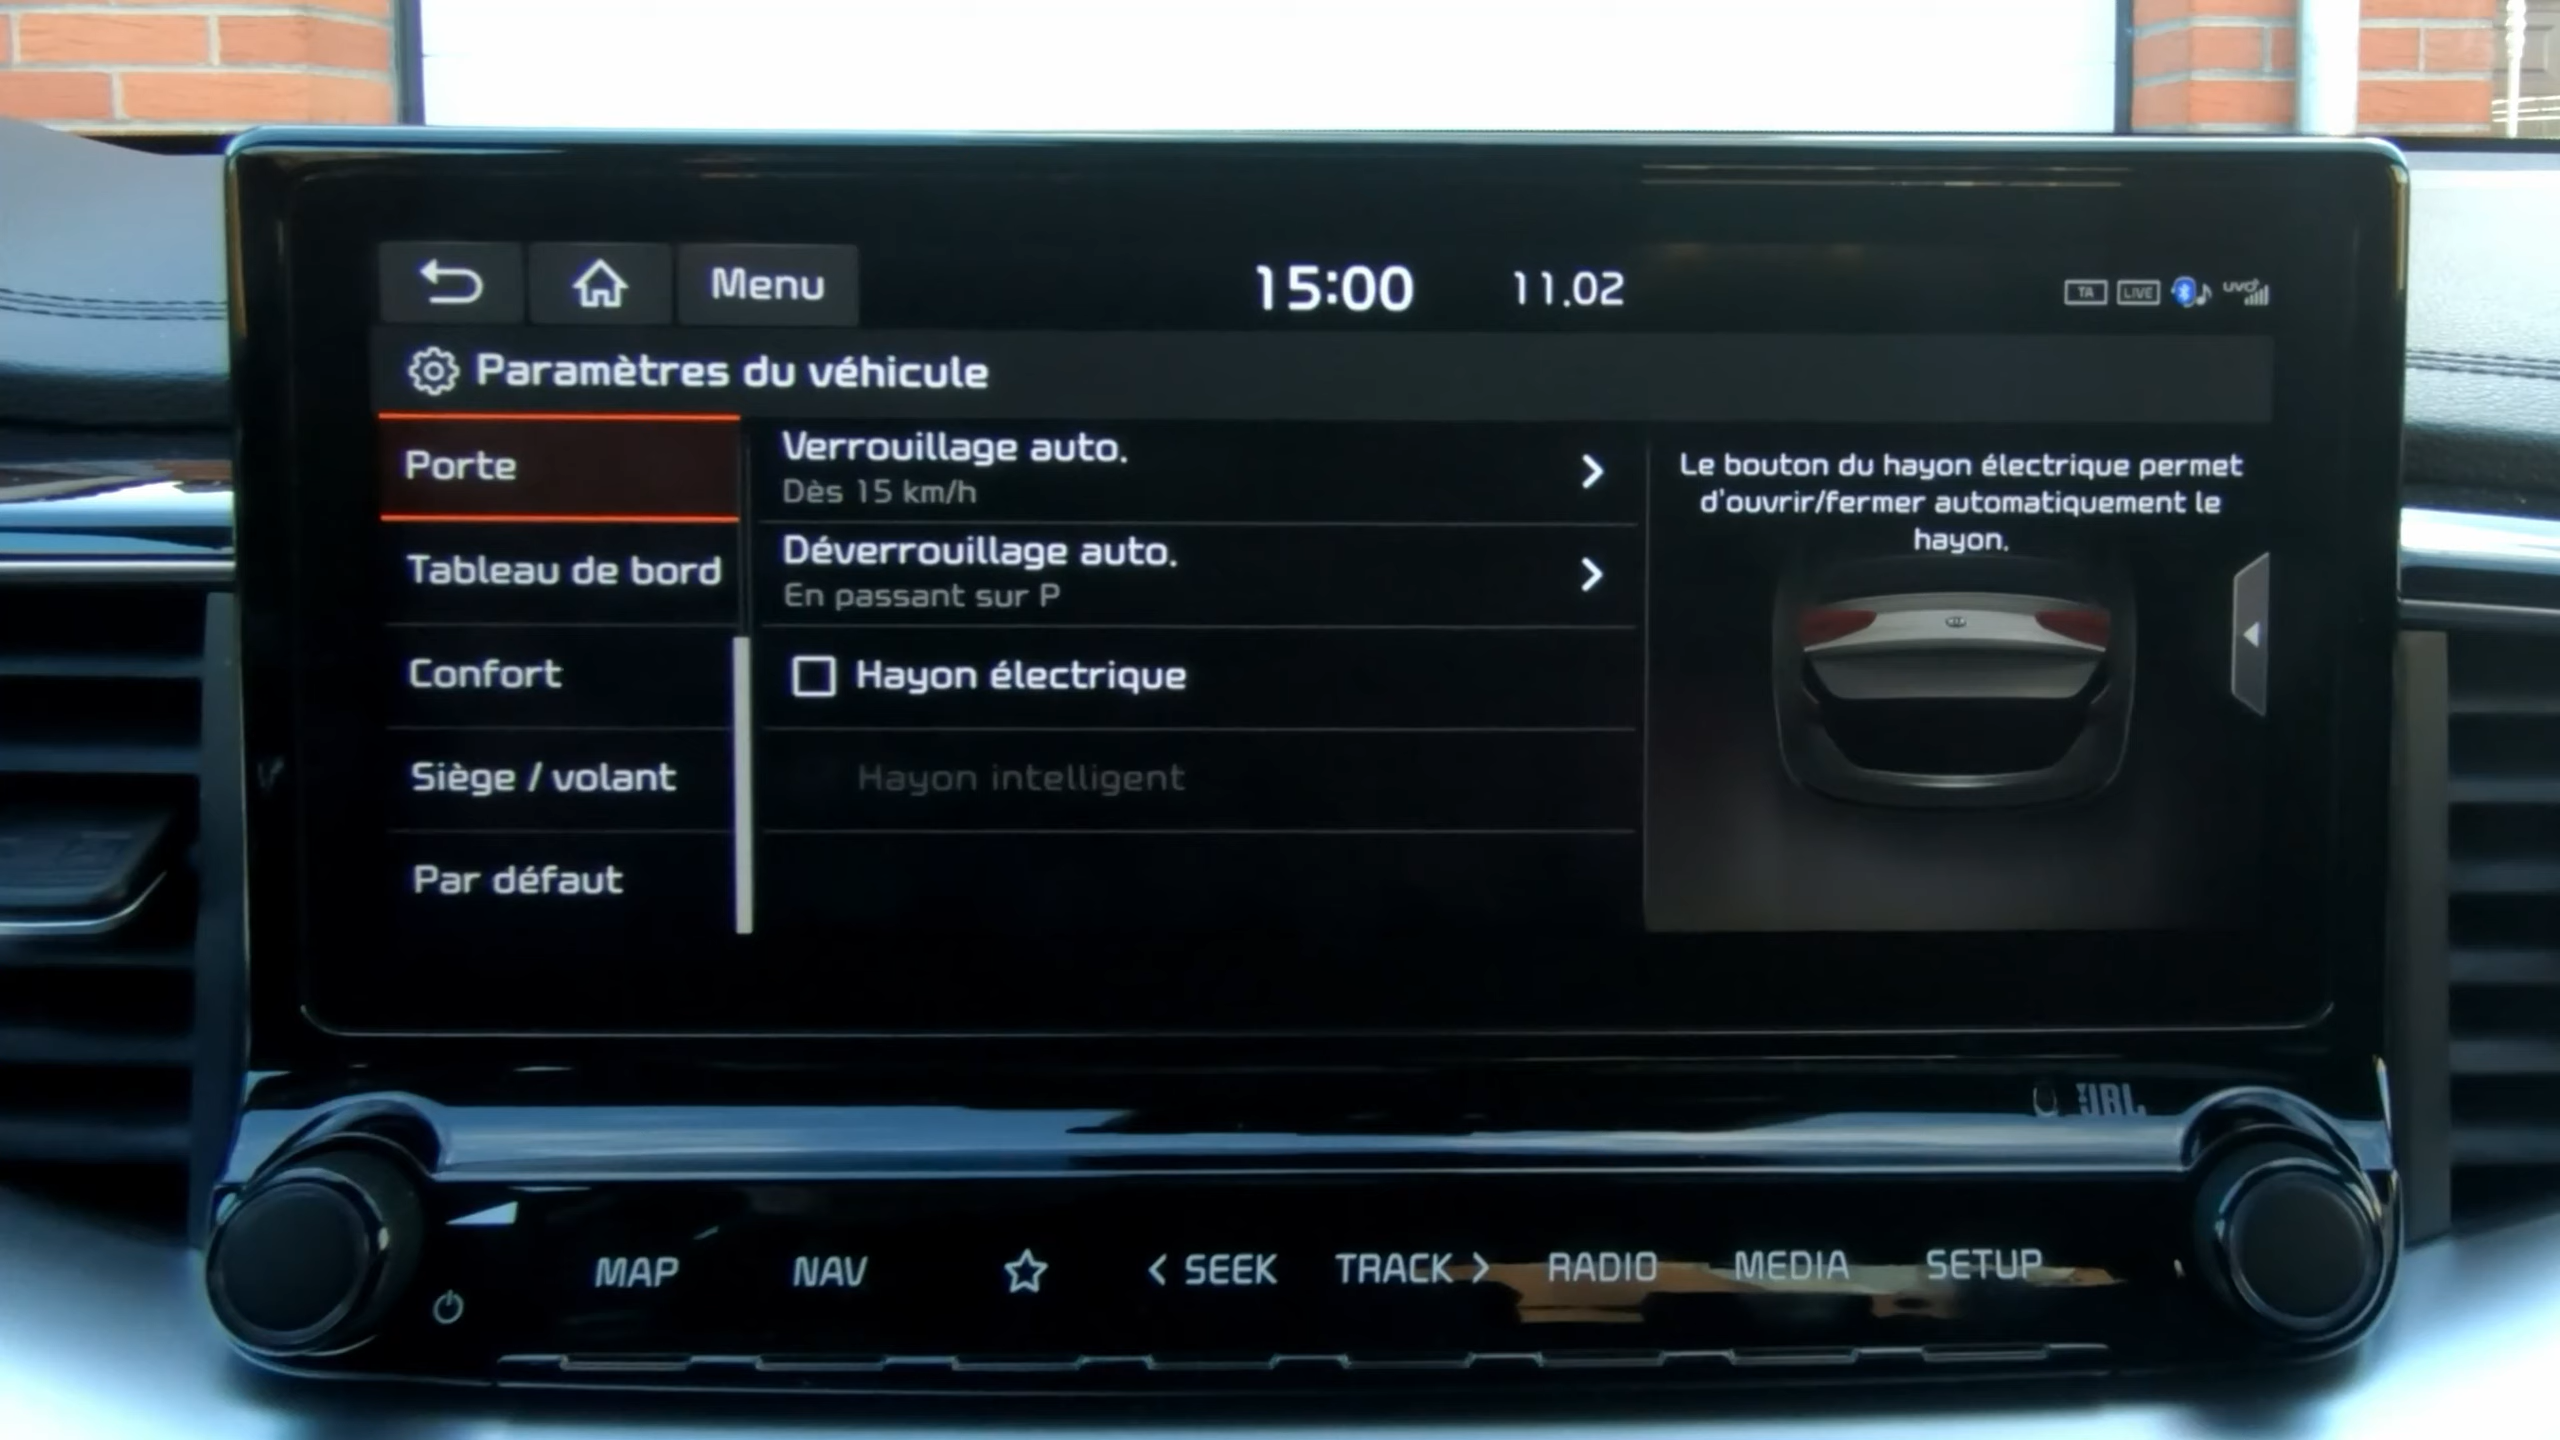 Menu
15:00
11.02
TA
LIVE
UVO
Paramètres du véhicule
Porte
Tableau de bord
Confort
Siège / volant
Par défaut
Verrouillage auto.
Dès 15 km/h
Déverrouillage auto.
En passant sur P
Hayon électrique
Hayon intelligent
Le bouton du hayon électrique permet
d'ouvrir/fermer automatiquement le
hayon.
KIA
JBL
MAP
NAV
< SEEK
TRACK >
RADIO
MEDIA
SETUP